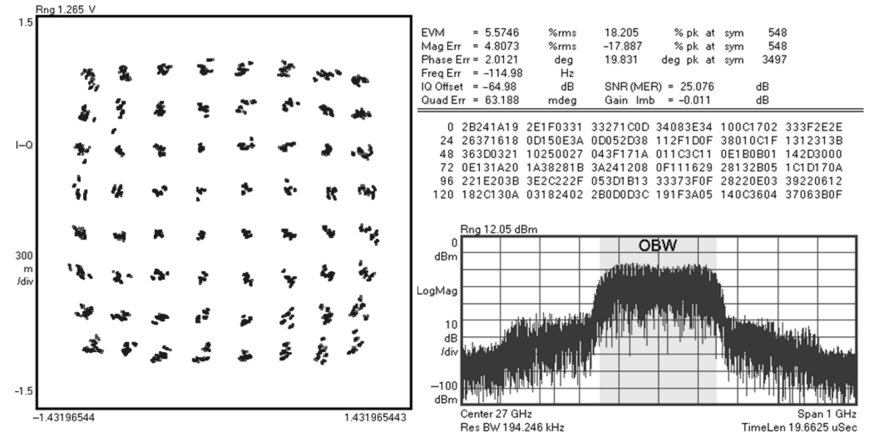 Rng 1.265 V
1.5
I–Q
300
m
/div
–1.5
–1.43196544
1.431965443
EVM = 5.5746 %rms 18.205 % pk at sym 548
Mag Err = 4.8073 %rms –17.887 % pk at sym 548
Phase Err = 2.0121 deg 19.831 deg pk at sym 3497
Freq Err = –114.98 Hz
IQ Offset = –64.98 dB SNR (MER) = 25.076 dB
Quad Err = 63.188 mdeg Gain Imb = –0.011 dB
0 2B241A19 2E1F0331 33271C0D 34083E34 100C1702 333F2E2E
24 26371618 0D150E3A 0D052D38 112F1D0F 38010C1F 1312313B
48 363D0321 10250027 043F171A 011C3C11 0E1B0B01 142D3000
72 0E131A20 1A38281B 3A241208 0F111629 28132B05 1C1D170A
96 221E203B 3E2C222F 053D1B13 33373F0F 28220E03 39220612
120 182C130A 03182402 2B0D0D3C 191F3A05 140C3604 37063B0F
Rng 12.05 dBm
0
dBm
LogMag
10
dB
/div
–100
dBm
OBW
Center 27 GHz
Span 1 GHz
Res BW 194.246 kHz
TimeLen 19.6625 uSec